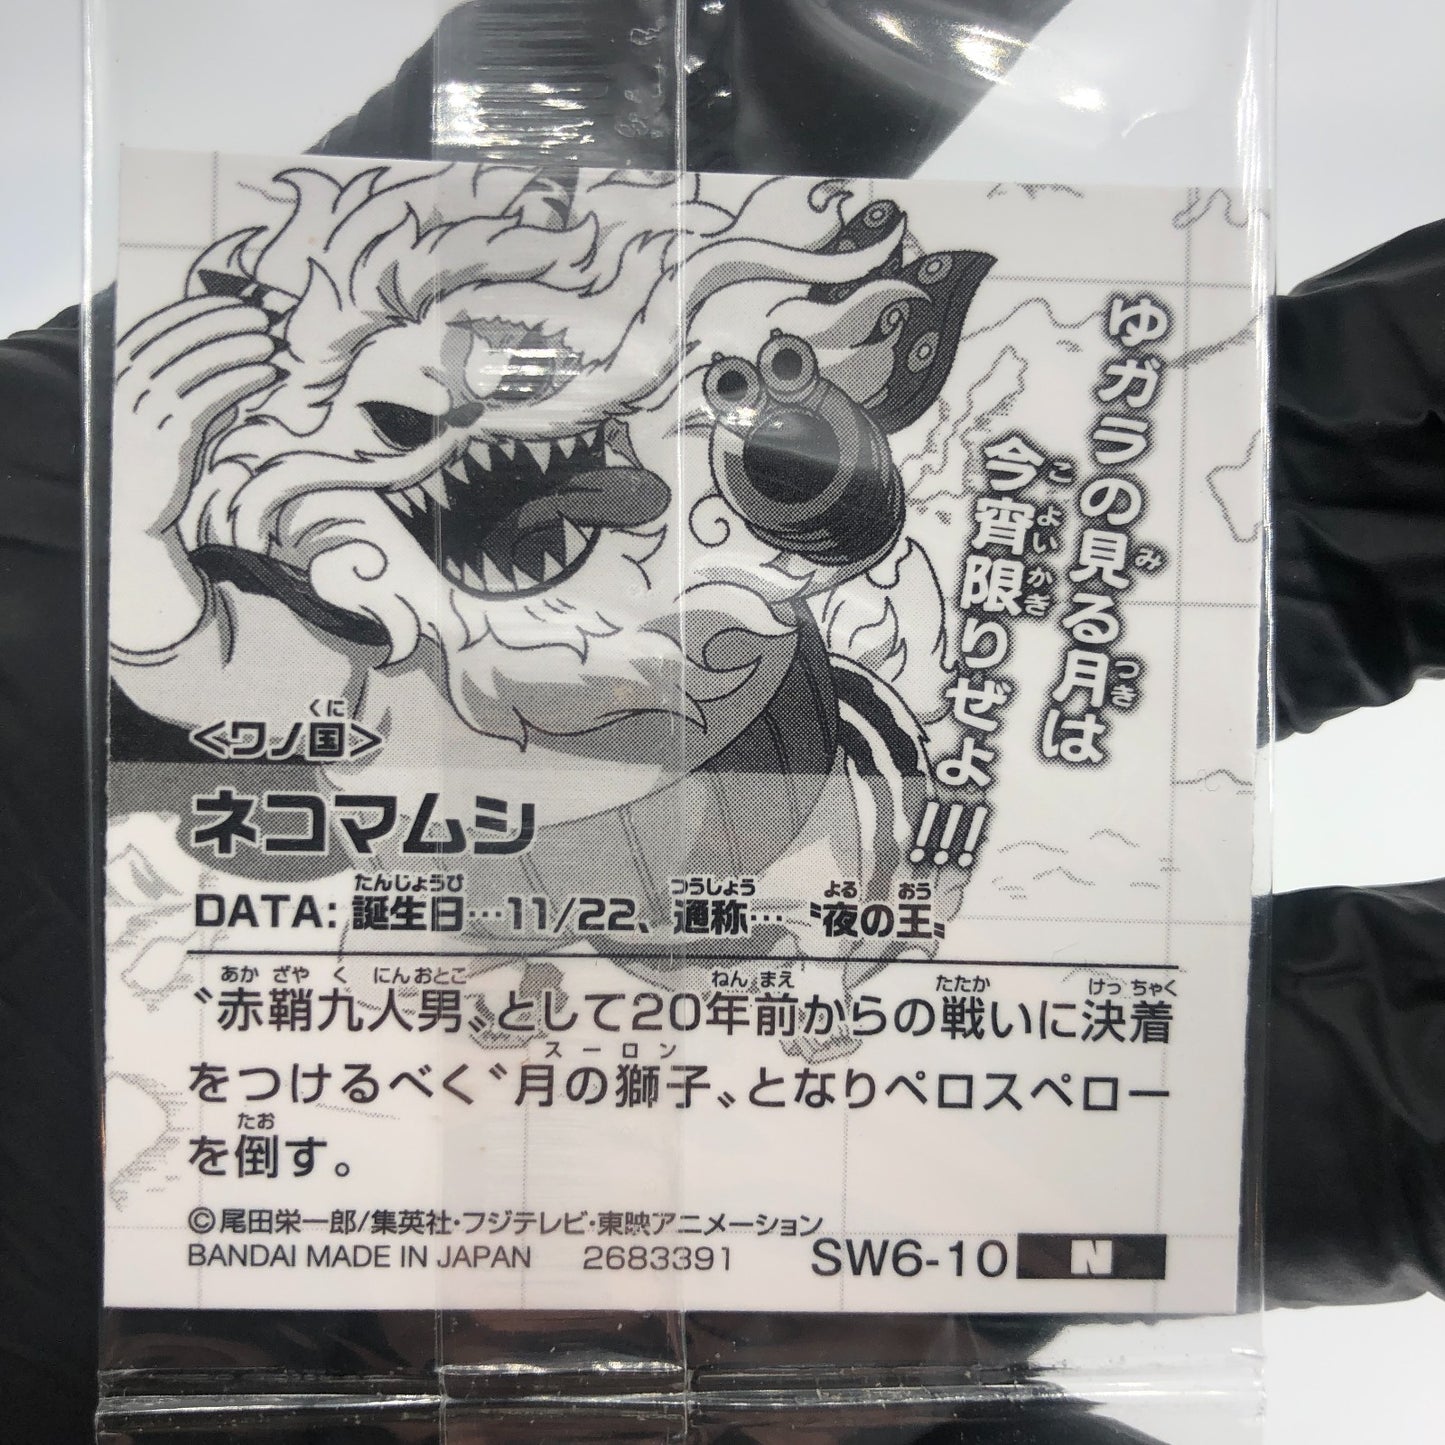 ゆガラの見る月は
今宵限りぜよ!!!
<ワノ国>
ネコマムシ
DATA: 誕生日…11/22、通称…〝夜の王〟
〝赤鞘九人男〟として20年前からの戦いに決着
をつけるべく〝月の獅子〟となりペロスペロー
を倒す。
©尾田栄一郎/集英社・フジテレビ・東映アニメーション
BANDAI MADE IN JAPAN 2683391
SW6-10 N